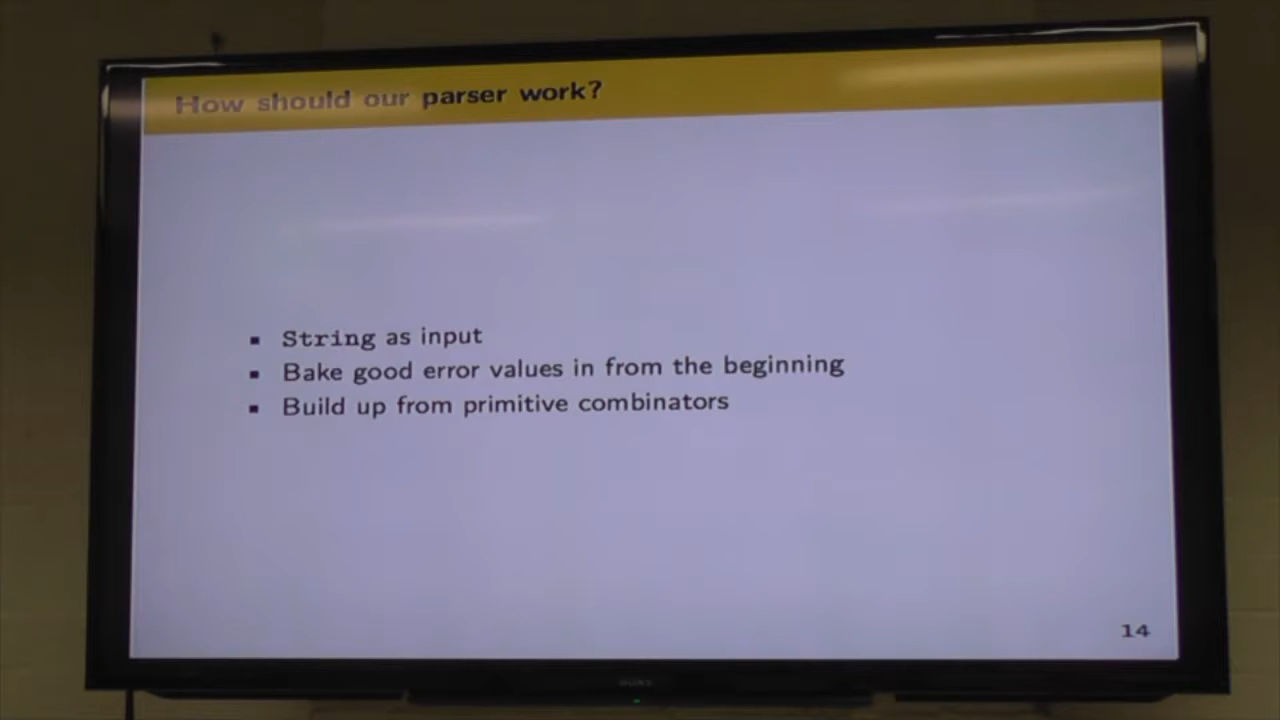 How should our parser work?
▪ String as input
▪ Bake good error values in from the beginning
▪ Build up from primitive combinators
14
SONY